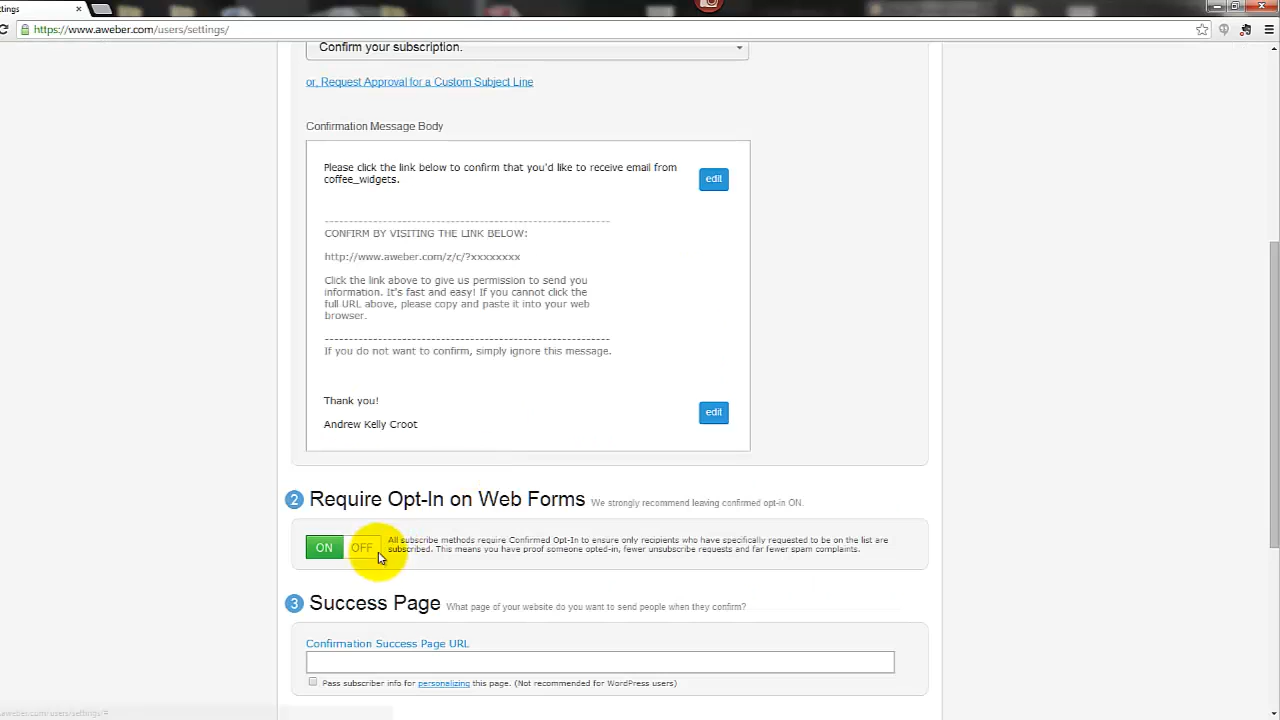 ttings
https://www.aweber.com/users/settings/
Confirm your subscription.
or, Request Approval for a Custom Subject Line
Confirmation Message Body
Please click the link below to confirm that you'd like to receive email from
coffee_widgets.
edit
------------------------------------------------------------
CONFIRM BY VISITING THE LINK BELOW:
http://www.aweber.com/z/c/?xxxxxxxx
Click the link above to give us permission to send you
information. It's fast and easy! If you cannot click the
full URL above, please copy and paste it into your web
browser.
------------------------------------------------------------
If you do not want to confirm, simply ignore this message.
Thank you!
edit
Andrew Kelly Croot
2 Require Opt-In on Web Forms We strongly recommend leaving confirmed opt-in ON.
ON OFF
All subscribe methods require Confirmed Opt-In to ensure only recipients who have specifically requested to be on the list are
subscribed. This means you have proof someone opted-in, fewer unsubscribe requests and far fewer spam complaints.
3 Success Page What page of your website do you want to send people when they confirm?
Confirmation Success Page URL
Pass subscriber info for personalizing this page. (Not recommended for WordPress users)
aweber.com/users/settings/#